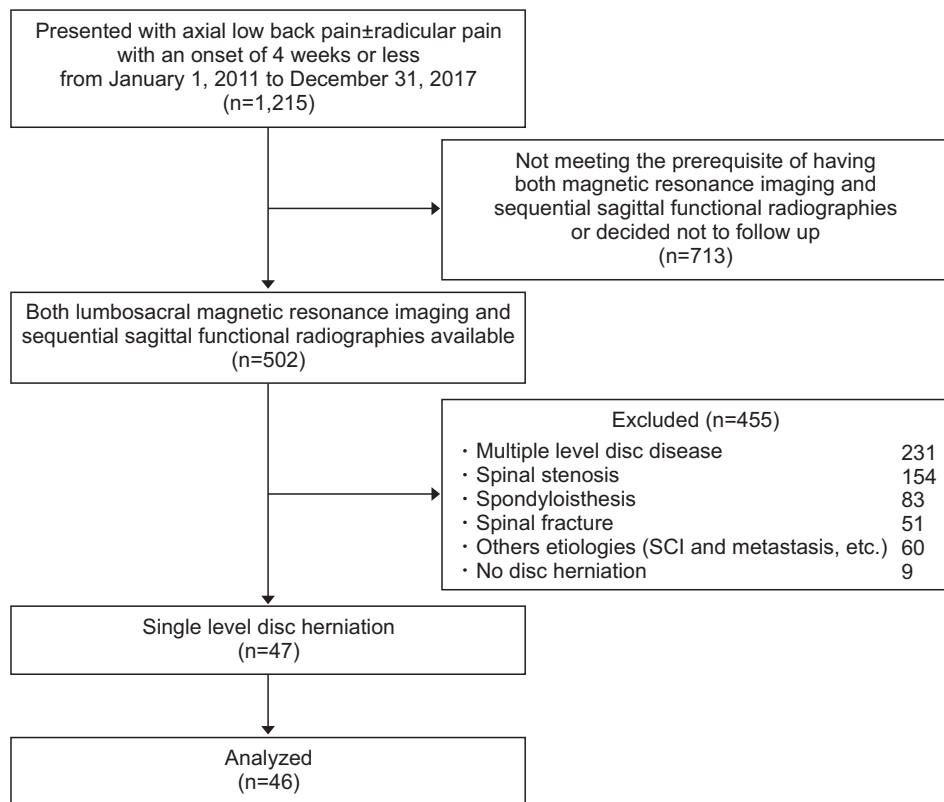 Presented with axial low back pain±radicular pain
with an onset of 4 weeks or less
from January 1, 2011 to December 31, 2017
(n=1,215)
Not meeting the prerequisite of having
both magnetic resonance imaging and
sequential sagittal functional radiographies
or decided not to follow up
(n=713)
Both lumbosacral magnetic resonance imaging and
sequential sagittal functional radiographies available
(n=502)
Excluded (n=455)
· Multiple level disc disease 231
· Spinal stenosis 154
· Spondyloisthesis 83
· Spinal fracture 51
· Others etiologies (SCI and metastasis, etc.) 60
· No disc herniation 9
Single level disc herniation
(n=47)
Analyzed
(n=46)